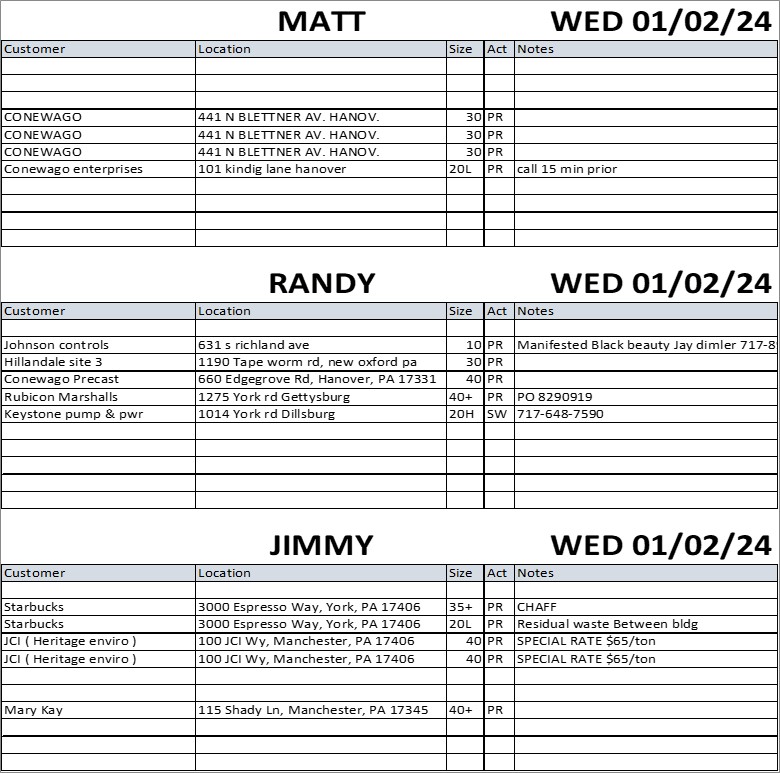 MATT WED 01/02/24
Customer Location Size Act Notes
CONEWAGO 441 N BLETTNER AV. HANOV. 30 PR
CONEWAGO 441 N BLETTNER AV. HANOV. 30 PR
CONEWAGO 441 N BLETTNER AV. HANOV. 30 PR
Conewago enterprises 101 kindig lane hanover 20L PR call 15 min prior
RANDY WED 01/02/24
Customer Location Size Act Notes
Johnson controls 631 s richland ave 10 PR Manifested Black beauty Jay dimler 717-8
Hillandale site 3 1190 Tape worm rd, new oxford pa 30 PR
Conewago Precast 660 Edgegrove Rd, Hanover, PA 17331 40 PR
Rubicon Marshalls 1275 York rd Gettysburg 40+ PR PO 8290919
Keystone pump & pwr 1014 York rd Dillsburg 20H SW 717-648-7590
JIMMY WED 01/02/24
Customer Location Size Act Notes
Starbucks 3000 Espresso Way, York, PA 17406 35+ PR CHAFF
Starbucks 3000 Espresso Way, York, PA 17406 20L PR Residual waste Between bldg
JCI ( Heritage enviro ) 100 JCI Wy, Manchester, PA 17406 40 PR SPECIAL RATE $65/ton
JCI ( Heritage enviro ) 100 JCI Wy, Manchester, PA 17406 40 PR SPECIAL RATE $65/ton
Mary Kay 115 Shady Ln, Manchester, PA 17345 40+ PR